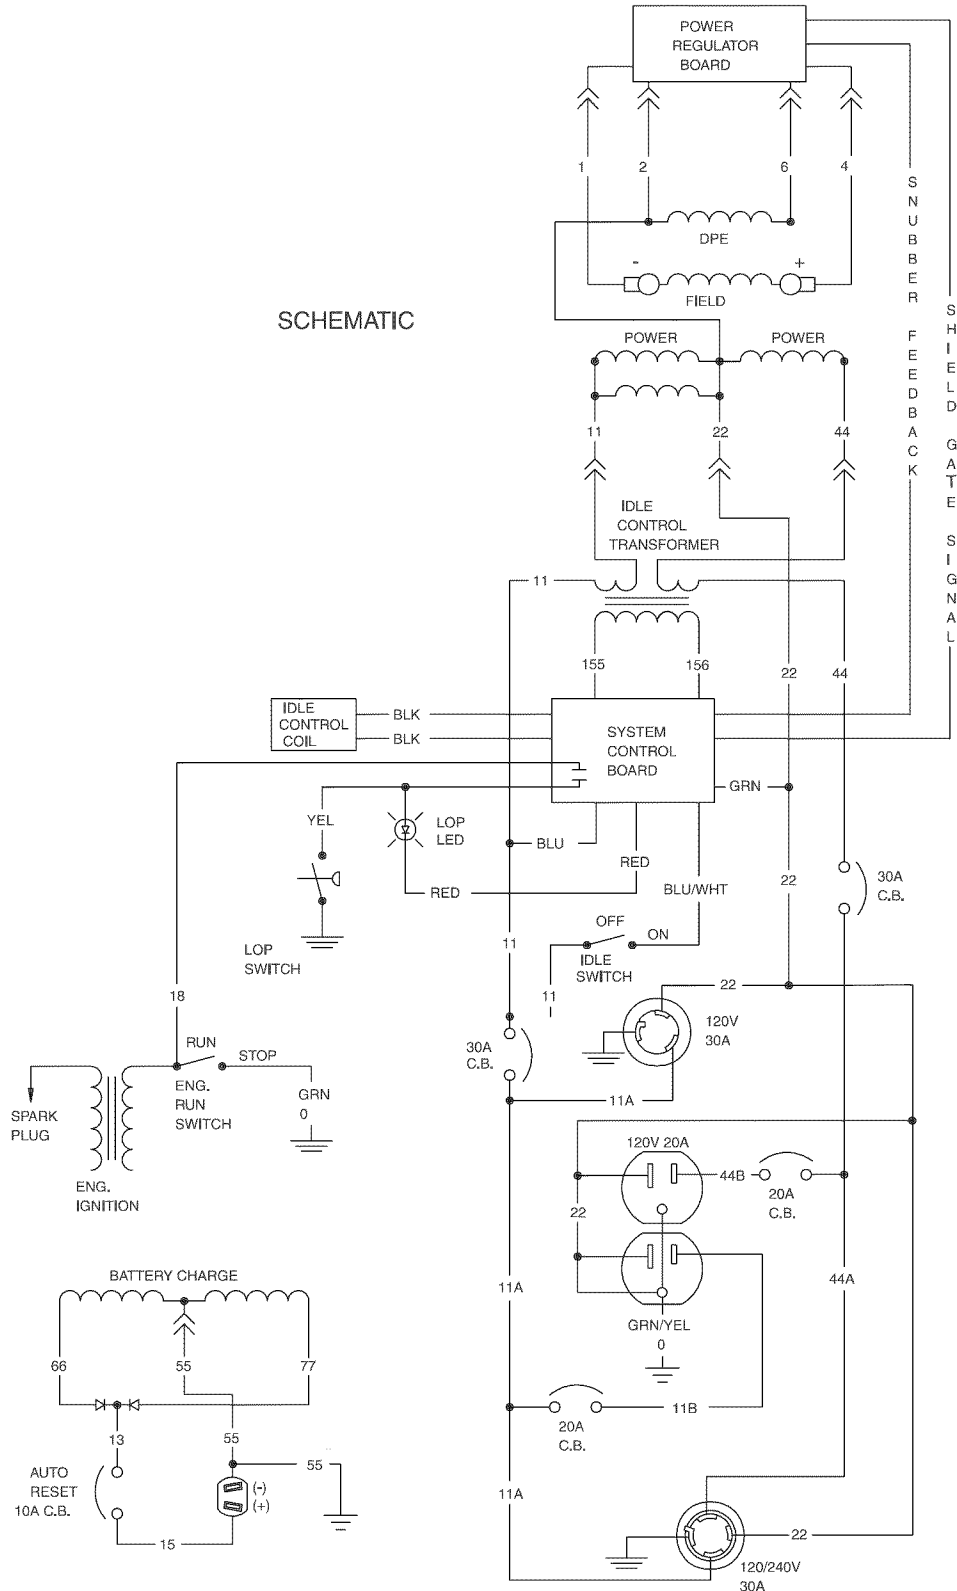 POWER
REGULATOR
BOARD
1
2
6
4
DPE
-
+
FIELD
SNUBBER FEEDBACK
SHIELD GATE SIGNAL
SCHEMATIC
POWER
POWER
11
22
44
IDLE
CONTROL
TRANSFORMER
11
155
156
22
44
IDLE
CONTROL
COIL
BLK
BLK
SYSTEM
CONTROL
BOARD
GRN
YEL
LOP
LED
BLU
RED
RED
BLU/WHT
22
30A
C.B.
LOP
SWITCH
OFF
ON
IDLE
SWITCH
11
11
18
22
120V
30A
30A
C.B.
11A
RUN
STOP
ENG.
RUN
SWITCH
GRN
0
SPARK
PLUG
ENG.
IGNITION
120V 20A
44B
20A
C.B.
22
11A
44A
GRN/YEL
0
BATTERY CHARGE
66
55
77
13
55
55
AUTO
RESET
10A C.B.
(-)
(+)
15
20A
C.B.
11B
11A
22
120/240V
30A